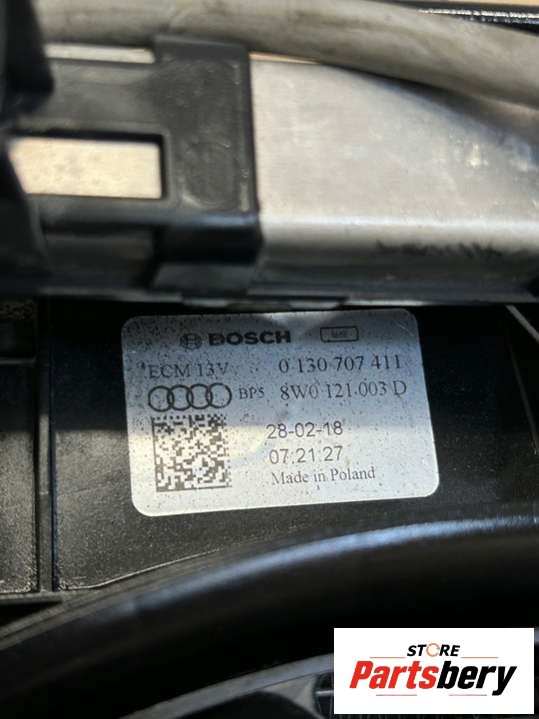 BOSCH
ECM 13V 0 130 707 411
BP5 8W0 121 003 D
28-02-18
07.21.27
Made in Poland
STORE
Partsbery